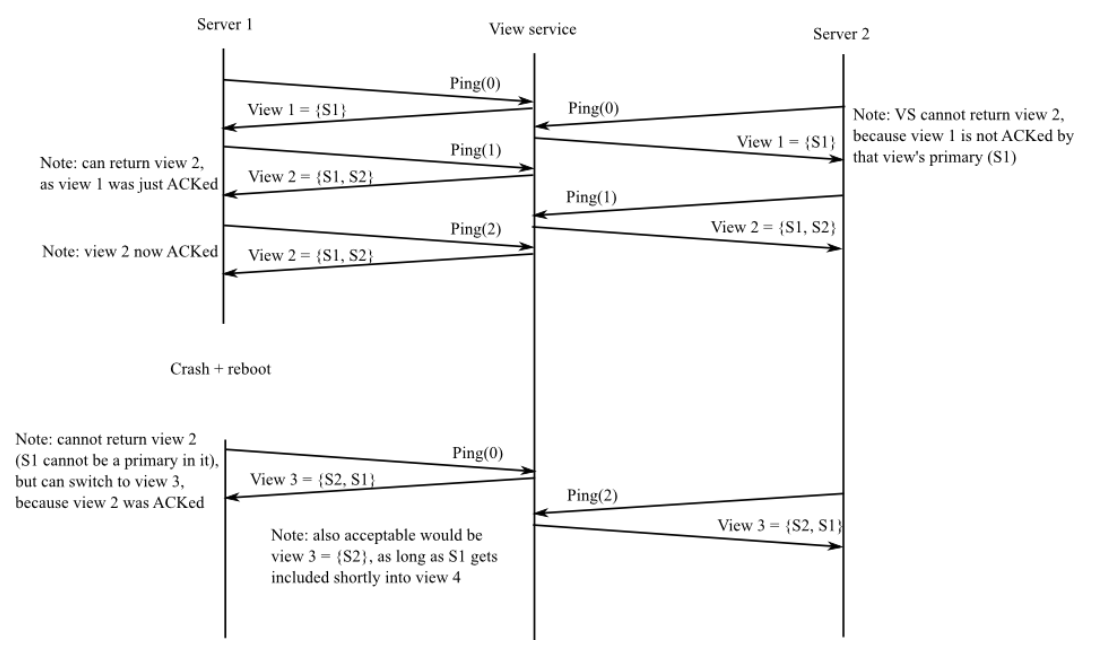 Server 1
View service
Server 2
Ping(0)
View 1 = {S1}
Ping(0)
Note: VS cannot return view 2,
because view 1 is not ACKed by
that view's primary (S1)
View 1 = {S1}
Ping(1)
Note: can return view 2,
as view 1 was just ACKed
View 2 = {S1, S2}
Ping(1)
View 2 = {S1, S2}
Ping(2)
Note: view 2 now ACKed
View 2 = {S1, S2}
Crash + reboot
Note: cannot return view 2
(S1 cannot be a primary in it),
but can switch to view 3,
because view 2 was ACKed
Ping(0)
View 3 = {S2, S1}
Ping(2)
View 3 = {S2, S1}
Note: also acceptable would be
view 3 = {S2}, as long as S1 gets
included shortly into view 4